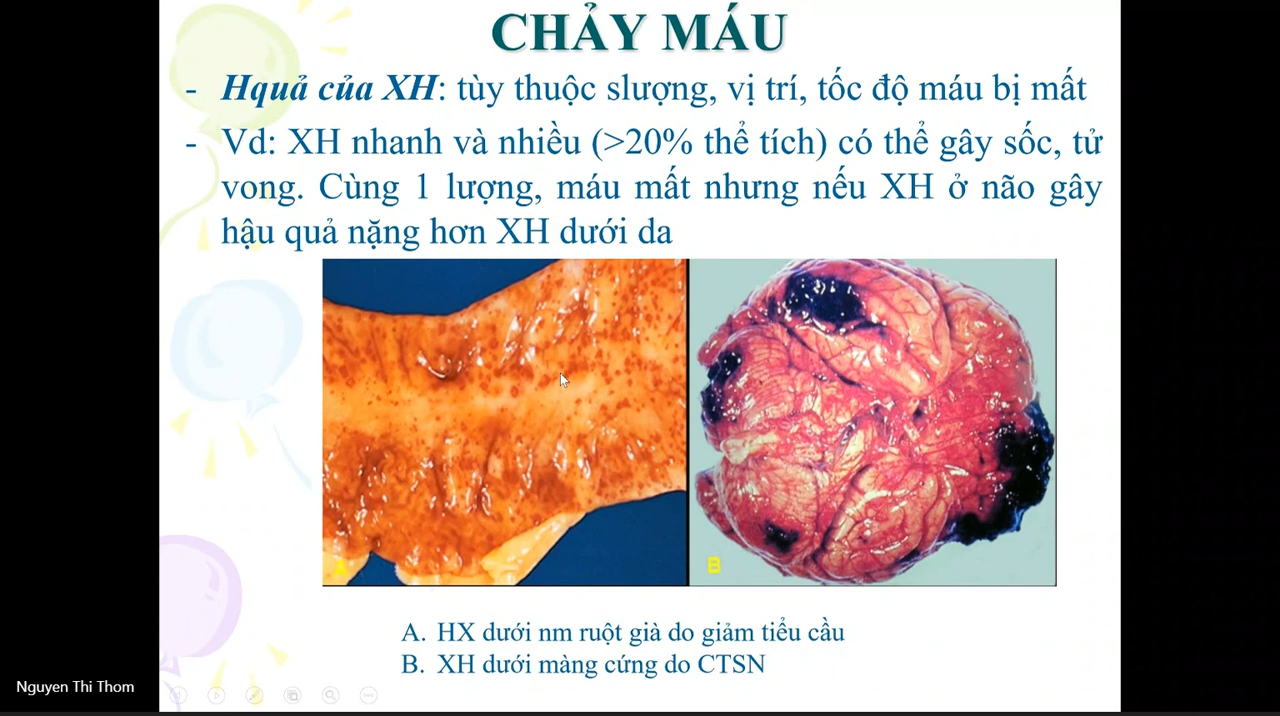 CHẢY MÁU
- Hquả của XH: tùy thuộc slượng, vị trí, tốc độ máu bị mất
- Vd: XH nhanh và nhiều (>20% thể tích) có thể gây sốc, tử
vong. Cùng 1 lượng, máu mất nhưng nếu XH ở não gây
hậu quả nặng hơn XH dưới da
A
B
A. HX dưới nm ruột già do giảm tiểu cầu
B. XH dưới màng cứng do CTSN
Nguyen Thi Thom